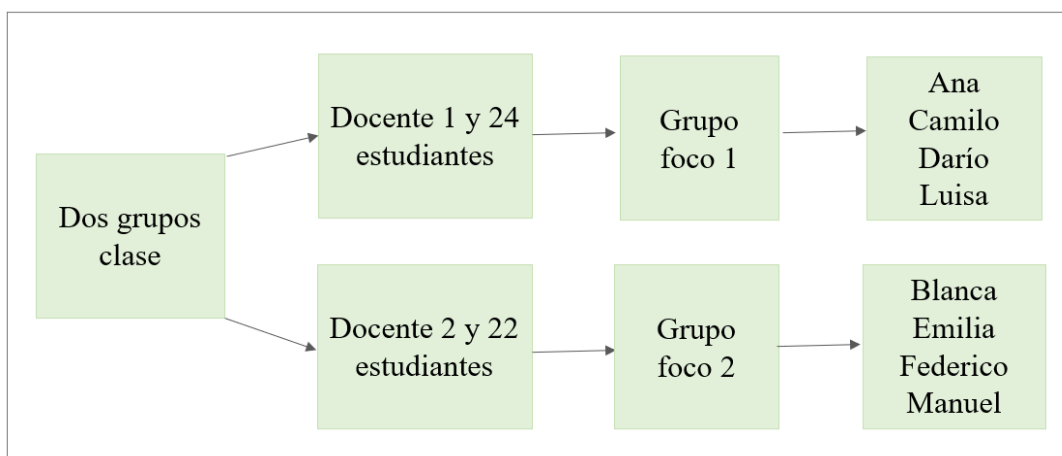 Dos grupos
clase
Docente 1 y 24
estudiantes
Grupo
foco 1
Ana
Camilo
Darío
Luisa
Docente 2 y 22
estudiantes
Grupo
foco 2
Blanca
Emilia
Federico
Manuel